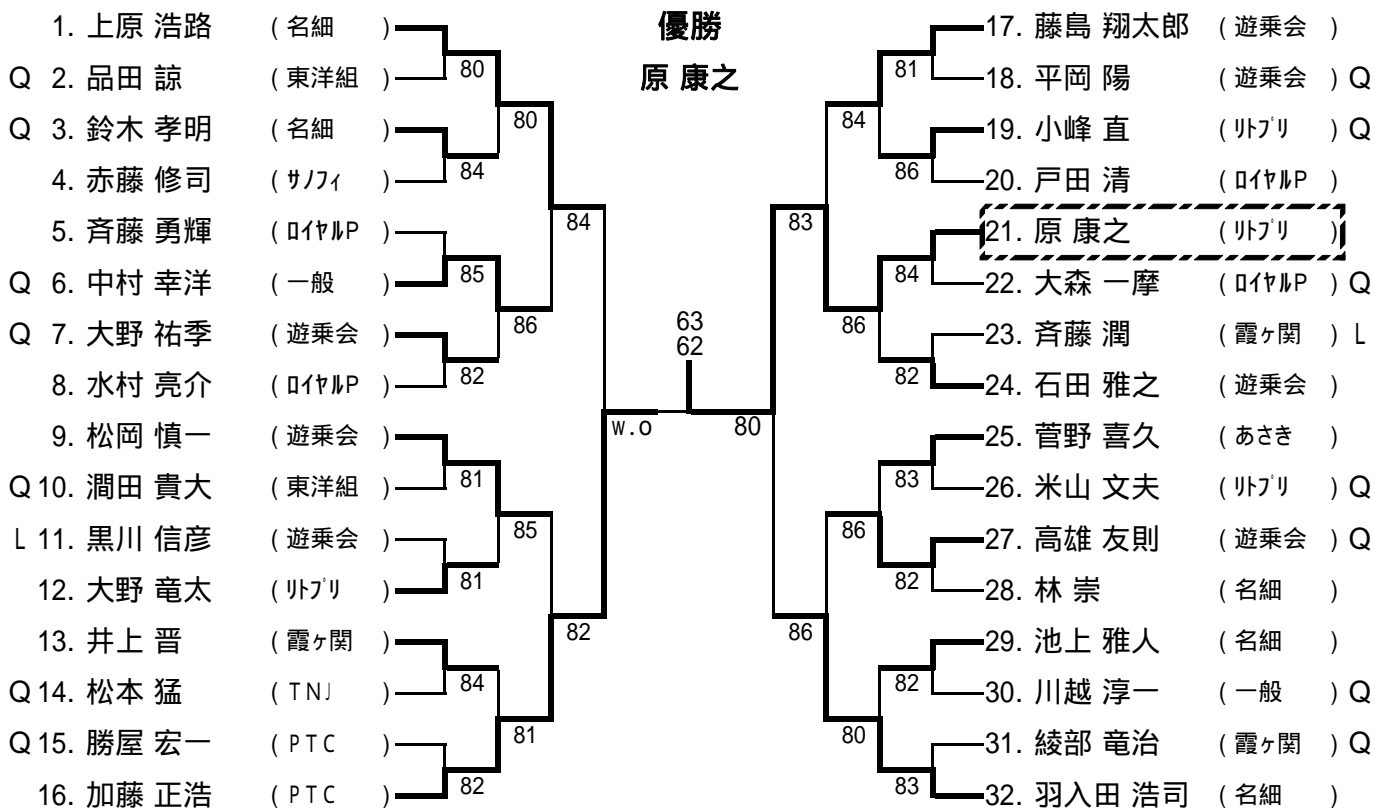 優勝
原 康之
1. 上原 浩路 (名細)
Q 2. 品田 諒 (東洋組)
Q 3. 鈴木 孝明 (名細)
4. 赤藤 修司 (サノフィ)
5. 斉藤 勇輝 (ロイヤルP)
Q 6. 中村 幸洋 (一般)
Q 7. 大野 祐季 (遊乗会)
8. 水村 亮介 (ロイヤルP)
9. 松岡 慎一 (遊乗会)
Q 10. 澗田 貴大 (東洋組)
L 11. 黒川 信彦 (遊乗会)
12. 大野 竜太 (リトプリ)
13. 井上 晋 (霞ヶ関)
Q 14. 松本 猛 (TNJ)
Q 15. 勝屋 宏一 (PTC)
16. 加藤 正浩 (PTC)
80
84
85
82
81
81
84
82
80
86
85
81
84
82
w.o
63
62
80
83
86
84
86
86
80
81
86
84
82
83
82
82
83
17. 藤島 翔太郎 (遊乗会)
18. 平岡 陽 (遊乗会) Q
19. 小峰 直 (リトプリ) Q
20. 戸田 清 (ロイヤルP)
21. 原 康之 (リトプリ)
22. 大森 一摩 (ロイヤルP) Q
23. 斉藤 潤 (霞ヶ関) L
24. 石田 雅之 (遊乗会)
25. 菅野 喜久 (あさき)
26. 米山 文夫 (リトプリ) Q
27. 高雄 友則 (遊乗会) Q
28. 林 崇 (名細)
29. 池上 雅人 (名細)
30. 川越 淳一 (一般) Q
31. 綾部 竜治 (霞ヶ関) Q
32. 羽入田 浩司 (名細)